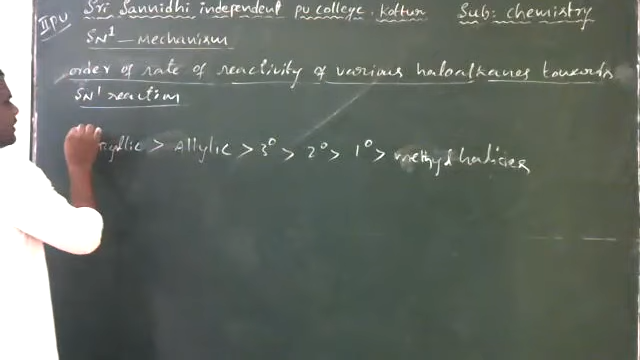 II PU Sri Sannidhi independent pu college, Kottur Sub: chemistry
SN¹ - mechanism
order of rate of reactivity of various haloalkanes towards
SN¹ reaction
> Allylic > 3° > 2° > 1° > methyl halides